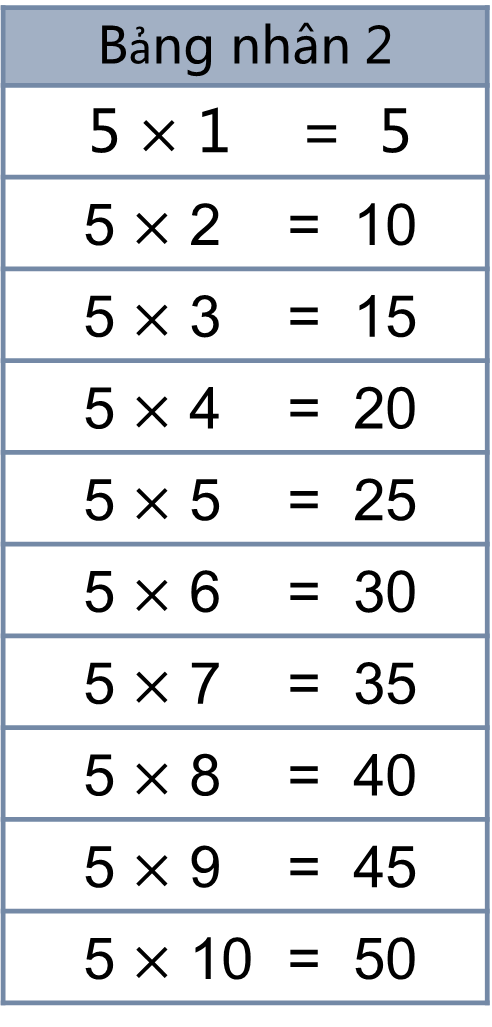 Bảng nhân 2
5 × 1 = 5
5 × 2 = 10
5 × 3 = 15
5 × 4 = 20
5 × 5 = 25
5 × 6 = 30
5 × 7 = 35
5 × 8 = 40
5 × 9 = 45
5 × 10 = 50